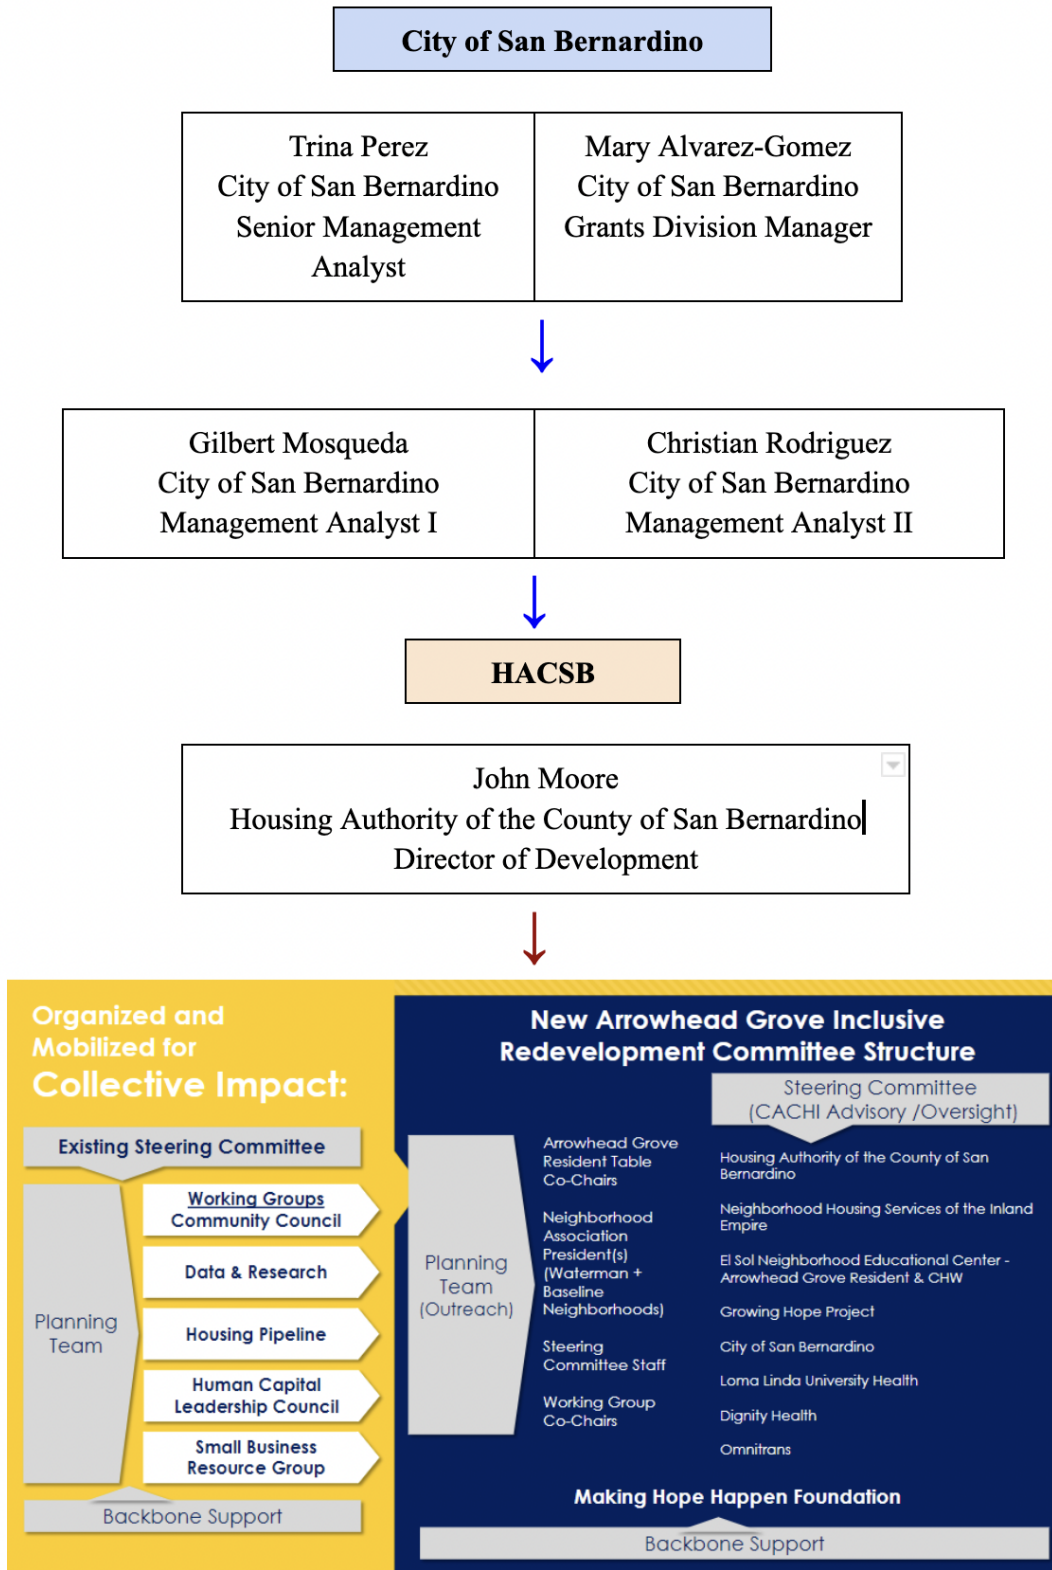 City of San Bernardino
Trina Perez
City of San Bernardino
Senior Management
Analyst
Mary Alvarez-Gomez
City of San Bernardino
Grants Division Manager
Gilbert Mosqueda
City of San Bernardino
Management Analyst I
Christian Rodriguez
City of San Bernardino
Management Analyst II
HACSB
John Moore
Housing Authority of the County of San Bernardino
Director of Development
Organized and
Mobilized for
Collective Impact:
Existing Steering Committee
Planning
Team
Working Groups
Community Council
Data & Research
Housing Pipeline
Human Capital
Leadership Council
Small Business
Resource Group
Backbone Support
New Arrowhead Grove Inclusive
Redevelopment Committee Structure
Planning
Team
(Outreach)
Arrowhead Grove
Resident Table
Co-Chairs
Neighborhood
Association
President(s)
(Waterman +
Baseline
Neighborhoods)
Steering
Committee Staff
Working Group
Co-Chairs
Steering Committee
(CACHI Advisory /Oversight)
Housing Authority of the County of San
Bernardino
Neighborhood Housing Services of the Inland
Empire
El Sol Neighborhood Educational Center -
Arrowhead Grove Resident & CHW
Growing Hope Project
City of San Bernardino
Loma Linda University Health
Dignity Health
Omnitrans
Making Hope Happen Foundation
Backbone Support